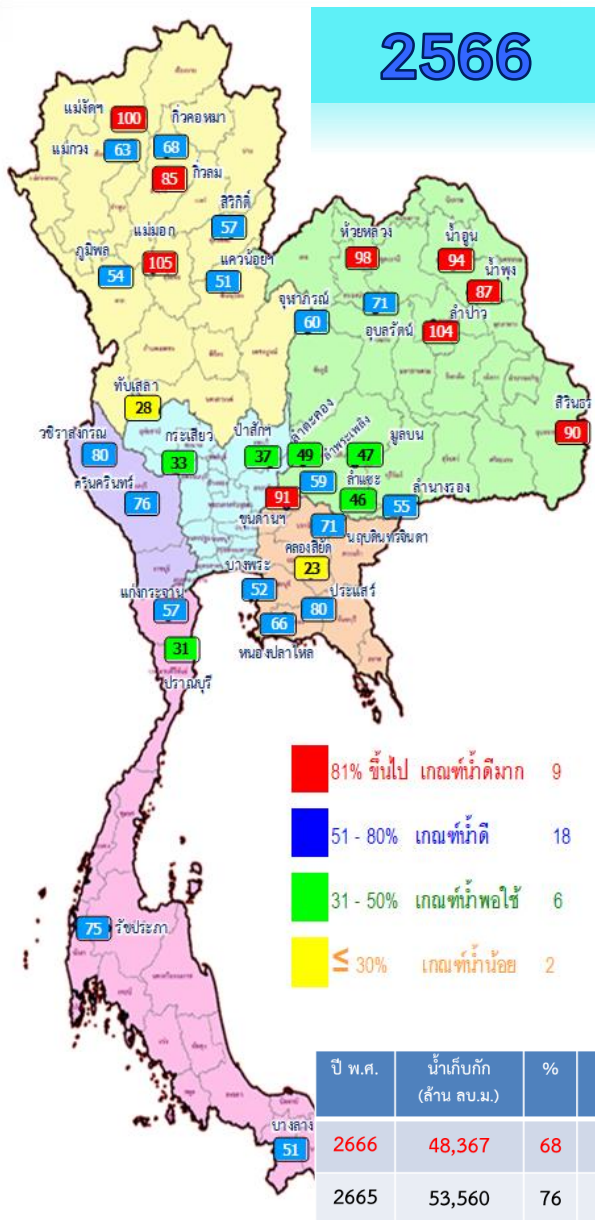 2566
แม่งัดฯ
100
กิ่วคอหมา
แม่กวง
63
68
85
กิ่วลม
สิริกิติ์
57
แม่มอก
ภูมิพล
105
แควน้อยฯ
54
51
ห้วยหลวง
98
น้ำอูน
94
น้ำพุง
87
จุฬาภรณ์
60
71
อุบลรัตน์
ลำปาว
104
สิรินธร
90
ทับเสลา
28
วชิราลงกรณ
80
กระเสียว
33
ป่าสักฯ
37
ลำตะคอง
49
ลำพระเพลิง
59
มูลบน
47
ลำแชะ
46
ลำนางรอง
55
ศรีนครินทร์
76
91
ขุนด่านฯ
71
นฤบดินทรจินดา
คลองสียัด
23
บางพระ
52
ประแสร์
80
66
หนองปลาไหล
แก่งกระจาน
57
31
ปราณบุรี
81% ขึ้นไป เกณฑ์น้ำดีมาก 9
51 - 80% เกณฑ์น้ำดี 18
31 - 50% เกณฑ์น้ำพอใช้ 6
≤ 30% เกณฑ์น้ำน้อย 2
75 รัชประภา
บางลาง
51
ปี พ.ศ. น้ำเก็บกัก %
(ล้าน ลบ.ม.)
2666 48,367 68
2665 53,560 76